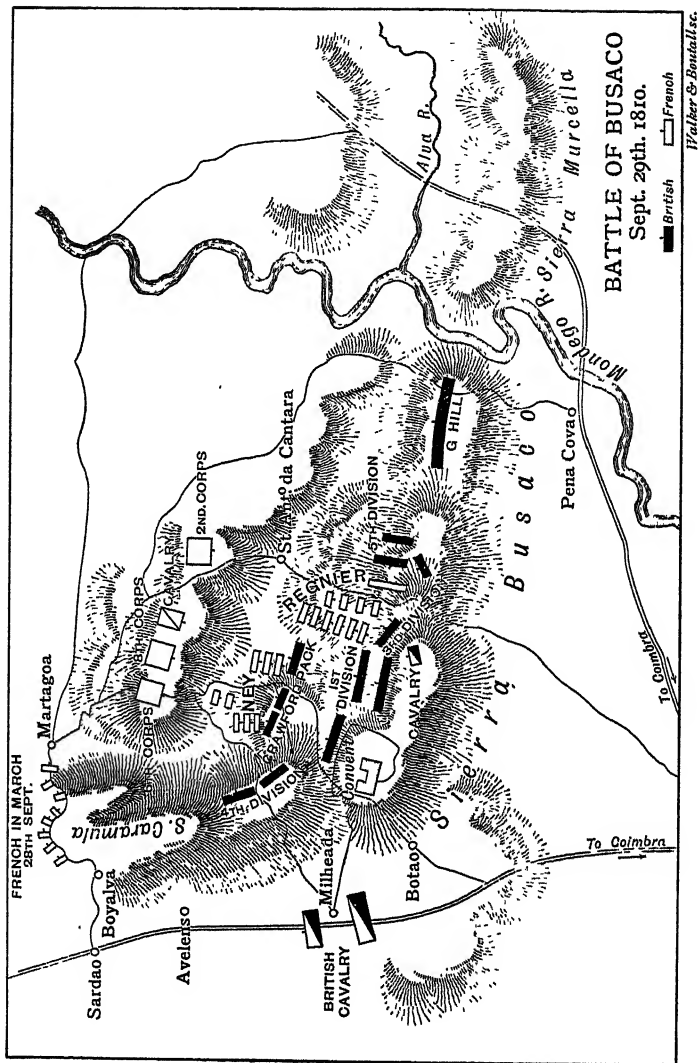 FRENCH IN MARCH
28TH SEPT.
Martagoa
Sardao
Boyalva
S. Caramula
Avelenso
6TH CORPS
8TH CORPS
CAVALRY
2ND. CORPS
St. Anto. da Cantara
NEY
REGNIER
CRAWFORD
PACK
4TH DIVISION
1ST
DIVISION
3RD DIVISION
5TH DIVISION
G HILL
Convent
CAVALRY
Milheada
BRITISH
CAVALRY
Botao
Sierra Busaco
Pena Covao
Alva R.
Mondego R.
Sierra Murcella
To Coimbra
To Coimbra
BATTLE OF BUSACO
Sept. 29th. 1810.
British
French
Walker & Boutall sc.